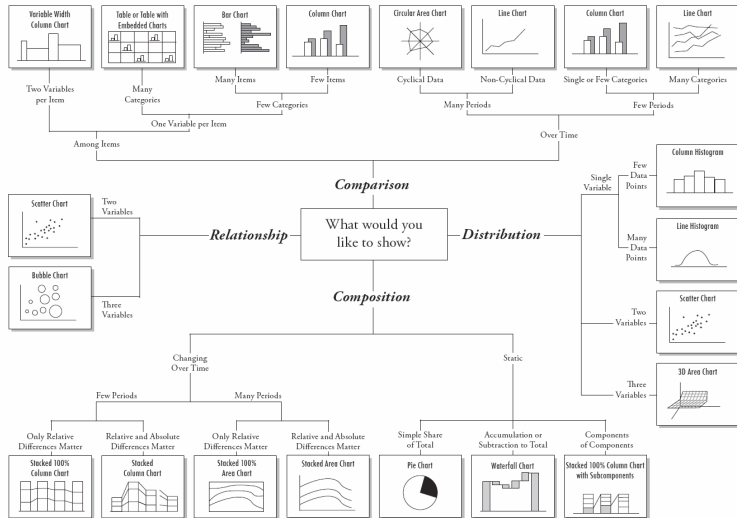 Variable Width
Column Chart
Table or Table with
Embedded Charts
Bar Chart
Column Chart
Circular Area Chart
Line Chart
Column Chart
Line Chart
Two Variables
per Item
Many
Categories
Many Items
Few Items
Cyclical Data
Non-Cyclical Data
Single or Few Categories
Many Categories
Few Categories
Many Periods
Few Periods
One Variable per Item
Among Items
Over Time
Comparison
What would you
like to show?
Relationship
Two
Variables
Scatter Chart
Three
Variables
Bubble Chart
Distribution
Single
Variable
Few
Data
Points
Column Histogram
Many
Data
Points
Line Histogram
Two
Variables
Scatter Chart
Three
Variables
3D Area Chart
Composition
Changing
Over Time
Static
Few Periods
Many Periods
Only Relative
Differences Matter
Relative and Absolute
Differences Matter
Only Relative
Differences Matter
Relative and Absolute
Differences Matter
Simple Share
of Total
Accumulation or
Subtraction to Total
Components
of Components
Stacked 100%
Column Chart
Stacked
Column Chart
Stacked 100%
Area Chart
Stacked Area Chart
Pie Chart
Waterfall Chart
Stacked 100% Column Chart
with Subcomponents